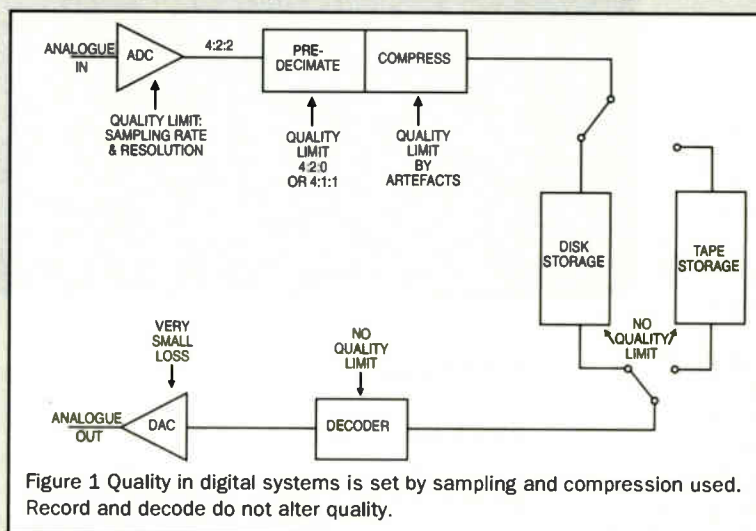 ANALOGUE
IN
ADC
4:2:2
PRE-
DECIMATE
COMPRESS
QUALITY LIMIT:
SAMPLING RATE
& RESOLUTION
QUALITY
LIMIT
4:2:0
OR 4:1:1
QUALITY
LIMIT
BY
ARTEFACTS
DISK
STORAGE
TAPE
STORAGE
NO
QUALITY
LIMIT
VERY
SMALL
LOSS
NO
QUALITY
LIMIT
ANALOGUE
OUT
DAC
DECODER
Figure 1 Quality in digital systems is set by sampling and compression used.
Record and decode do not alter quality.